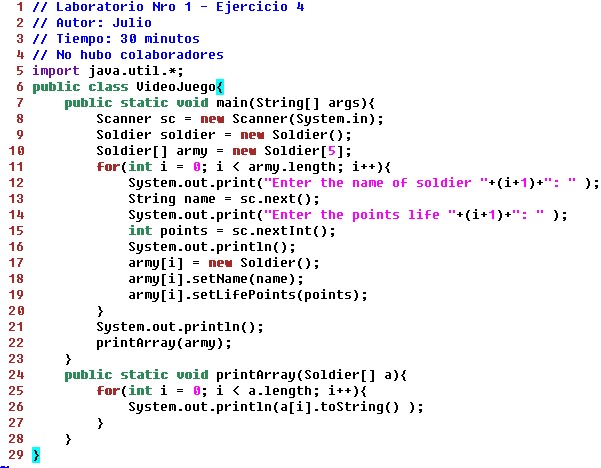 1 // Laboratorio Nro 1 - Ejercicio 4
2 // Autor: Julio
3 // Tiempo: 30 minutos
4 // No hubo colaboradores
5 import java.util.*;
6 public class VideoJuego{
7     public static void main(String[] args){
8         Scanner sc = new Scanner(System.in);
9         Soldier soldier = new Soldier();
10         Soldier[] army = new Soldier[5];
11         for(int i = 0; i < army.length; i++){
12             System.out.print("Enter the name of soldier "+(i+1)+": " );
13             String name = sc.next();
14             System.out.print("Enter the points life "+(i+1)+": " );
15             int points = sc.nextInt();
16             System.out.println();
17             army[i] = new Soldier();
18             army[i].setName(name);
19             army[i].setLifePoints(points);
20         }
21         System.out.println();
22         printArray(army);
23     }
24     public static void printArray(Soldier[] a){
25         for(int i = 0; i < a.length; i++){
26             System.out.println(a[i].toString() );
27         }
28     }
29 }